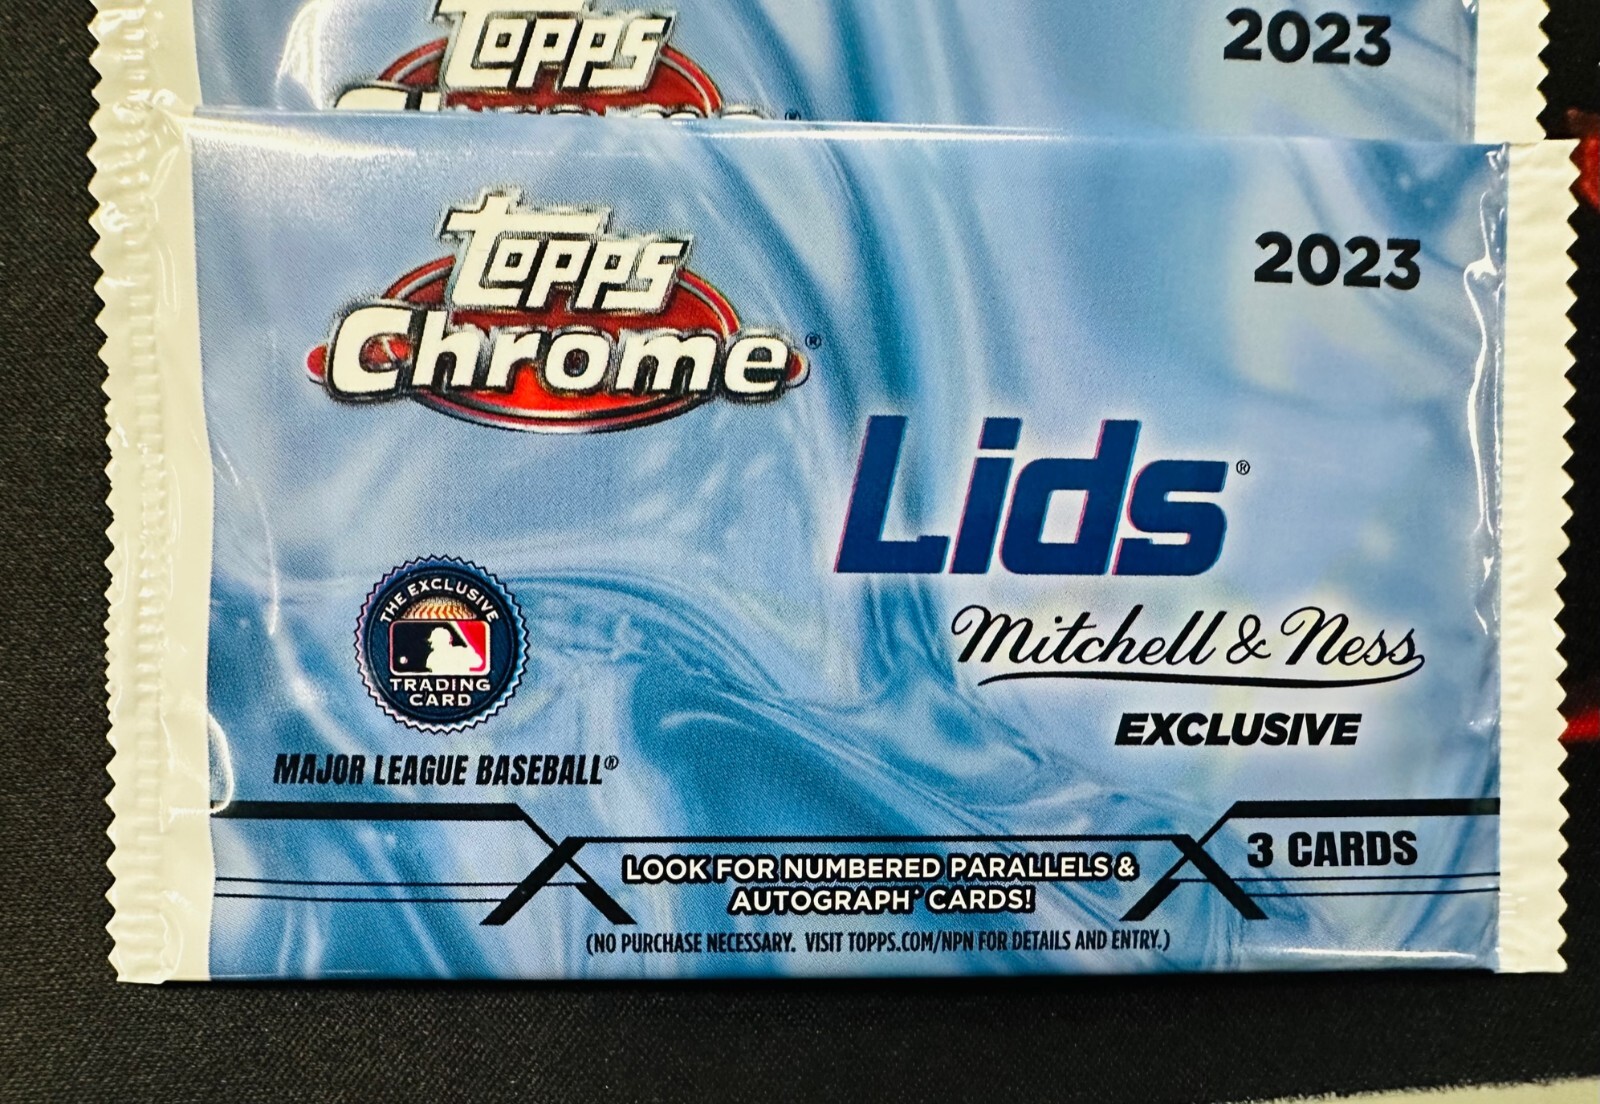 Topps
2023
Topps
Chrome®
2023
Lids®
Mitchell & Ness
EXCLUSIVE
THE EXCLUSIVE
TRADING
CARD
MAJOR LEAGUE BASEBALL®
3 CARDS
LOOK FOR NUMBERED PARALLELS &
AUTOGRAPH* CARDS!
(NO PURCHASE NECESSARY. VISIT TOPPS.COM/NPN FOR DETAILS AND ENTRY.)